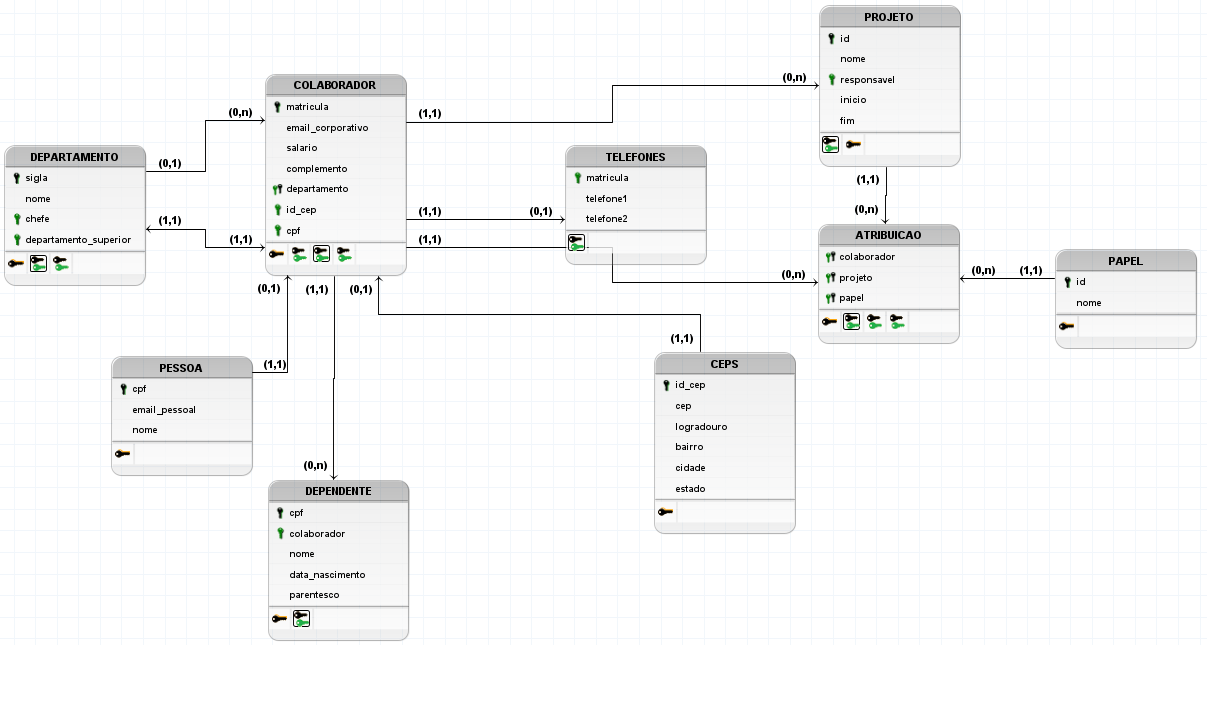 PROJETO
id
nome
responsavel
inicio
fim
COLABORADOR
matricula
email_corporativo
salario
complemento
departamento
id_cep
cpf
DEPARTAMENTO
sigla
nome
chefe
departamento_superior
TELEFONES
matricula
telefone1
telefone2
ATRIBUICAO
colaborador
projeto
papel
PAPEL
id
nome
PESSOA
cpf
email_pessoal
nome
CEPS
id_cep
cep
logradouro
bairro
cidade
estado
DEPENDENTE
cpf
colaborador
nome
data_nascimento
parentesco
(0,n)
(1,1)
(0,n)
(0,1)
(1,1)
(1,1)
(1,1)
(0,1)
(1,1)
(0,n)
(1,1)
(0,n)
(0,n)
(1,1)
(0,1)
(1,1)
(0,1)
(1,1)
(1,1)
(0,n)